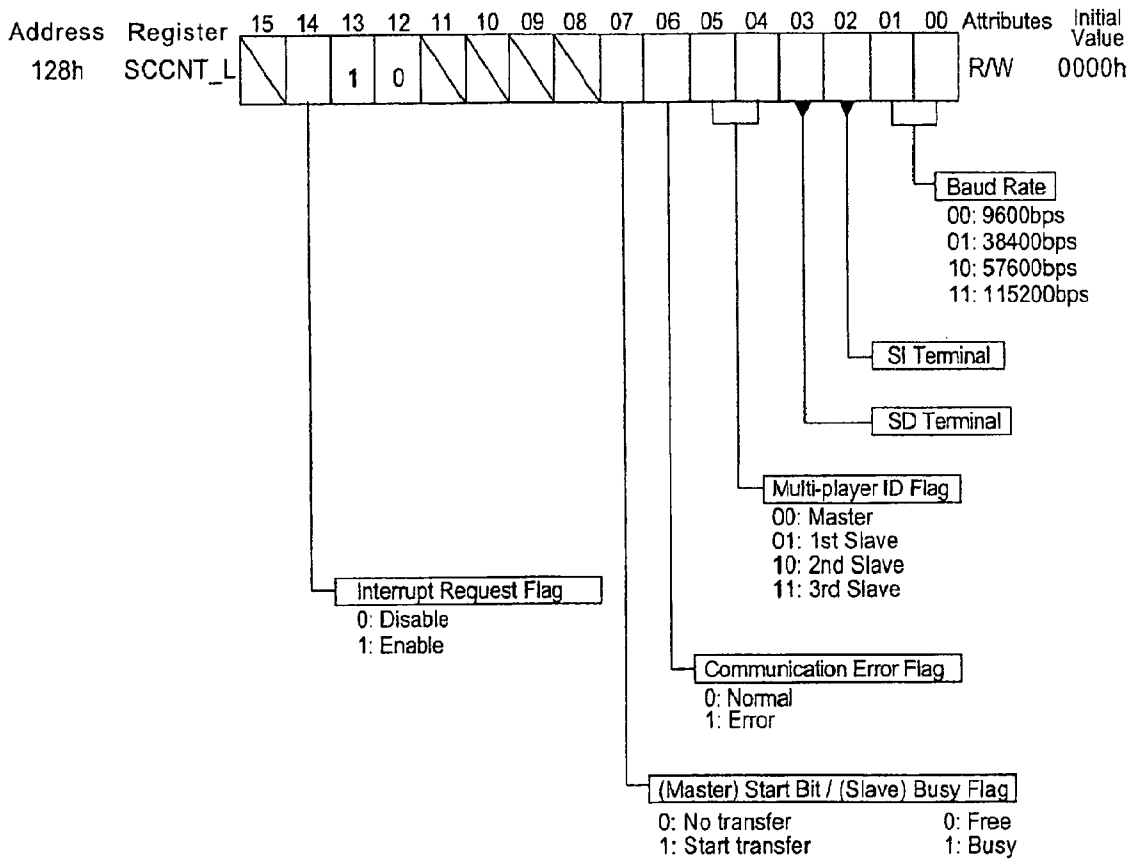 Address Register 15 14 13 12 11 10 09 08 07 06 05 04 03 02 01 00 Attributes Initial Value
128h SCCNT_L 1 0 R/W 0000h
Baud Rate
00: 9600bps
01: 38400bps
10: 57600bps
11: 115200bps
SI Terminal
SD Terminal
Multi-player ID Flag
00: Master
01: 1st Slave
10: 2nd Slave
11: 3rd Slave
Interrupt Request Flag
0: Disable
1: Enable
Communication Error Flag
0: Normal
1: Error
(Master) Start Bit / (Slave) Busy Flag
0: No transfer 0: Free
1: Start transfer 1: Busy